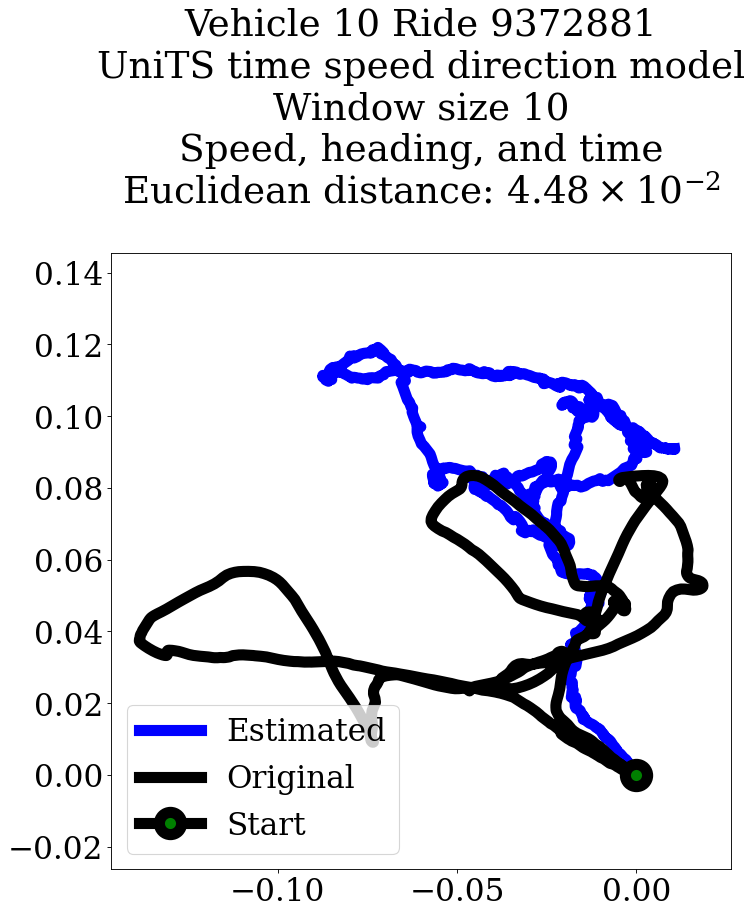 Vehicle 10 Ride 9372881
UniTS time speed direction model
Window size 10
Speed, heading, and time
Euclidean distance: 4.48 × 10⁻²
0.14
0.12
0.10
0.08
0.06
0.04
0.02
0.00
−0.02
Estimated
Original
Start
−0.10
−0.05
0.00